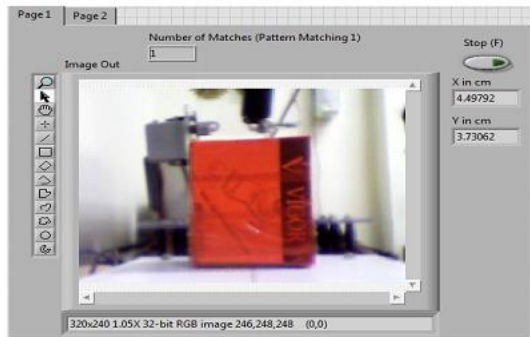 Page 1 Page 2
Number of Matches (Pattern Matching 1)
1
Stop (F)
Image Out
X in cm
4.49792
Y in cm
3.73062
V VIGOR
320x240 1.05X 32-bit RGB image 246,248,248 (0,0)